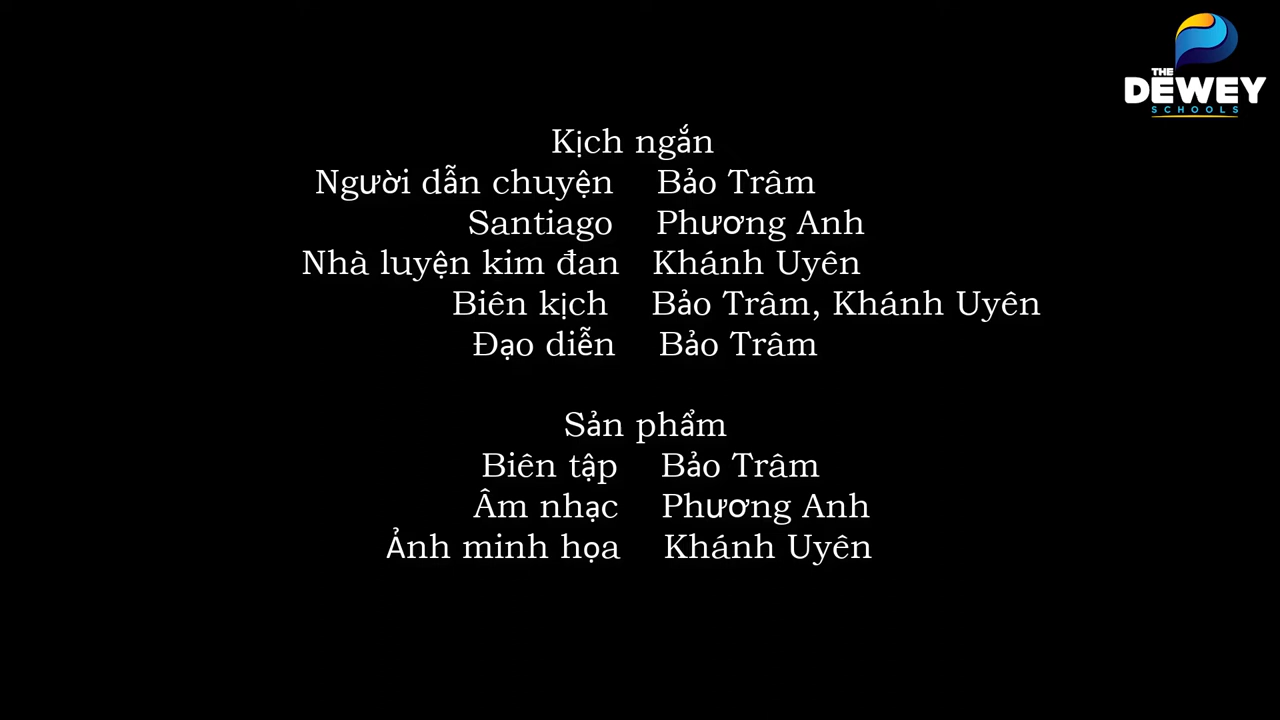 THE
DEWEY
SCHOOLS
Kịch ngắn
Người dẫn chuyện Bảo Trâm
Santiago Phương Anh
Nhà luyện kim đan Khánh Uyên
Biên kịch Bảo Trâm, Khánh Uyên
Đạo diễn Bảo Trâm
Sản phẩm
Biên tập Bảo Trâm
Âm nhạc Phương Anh
Ảnh minh họa Khánh Uyên